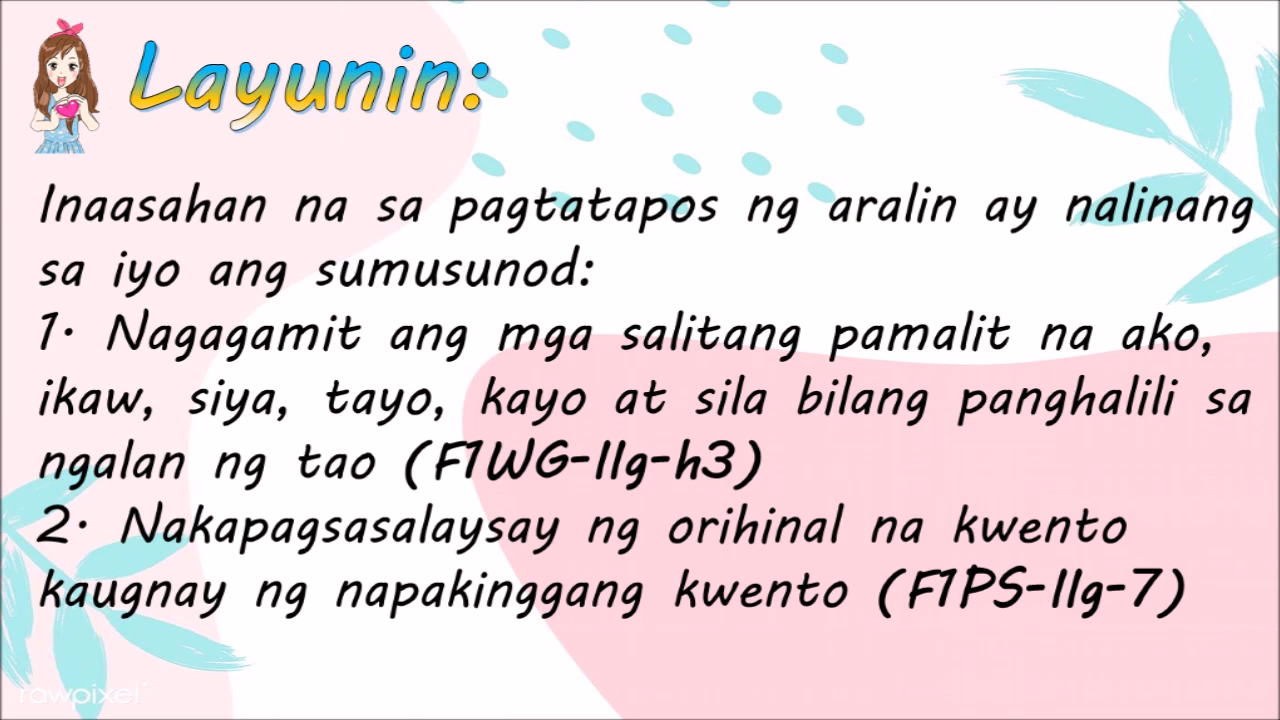 Layunin:
Inaasahan na sa pagtatapos ng aralin ay nalinang
sa iyo ang sumusunod:
1. Nagagamit ang mga salitang pamalit na ako,
ikaw, siya, tayo, kayo at sila bilang panghalili sa
ngalan ng tao (F1WG-IIg-h3)
2. Nakapagsasalaysay ng orihinal na kwento
kaugnay ng napakinggang kwento (F1PS-IIg-7)
rawpixel